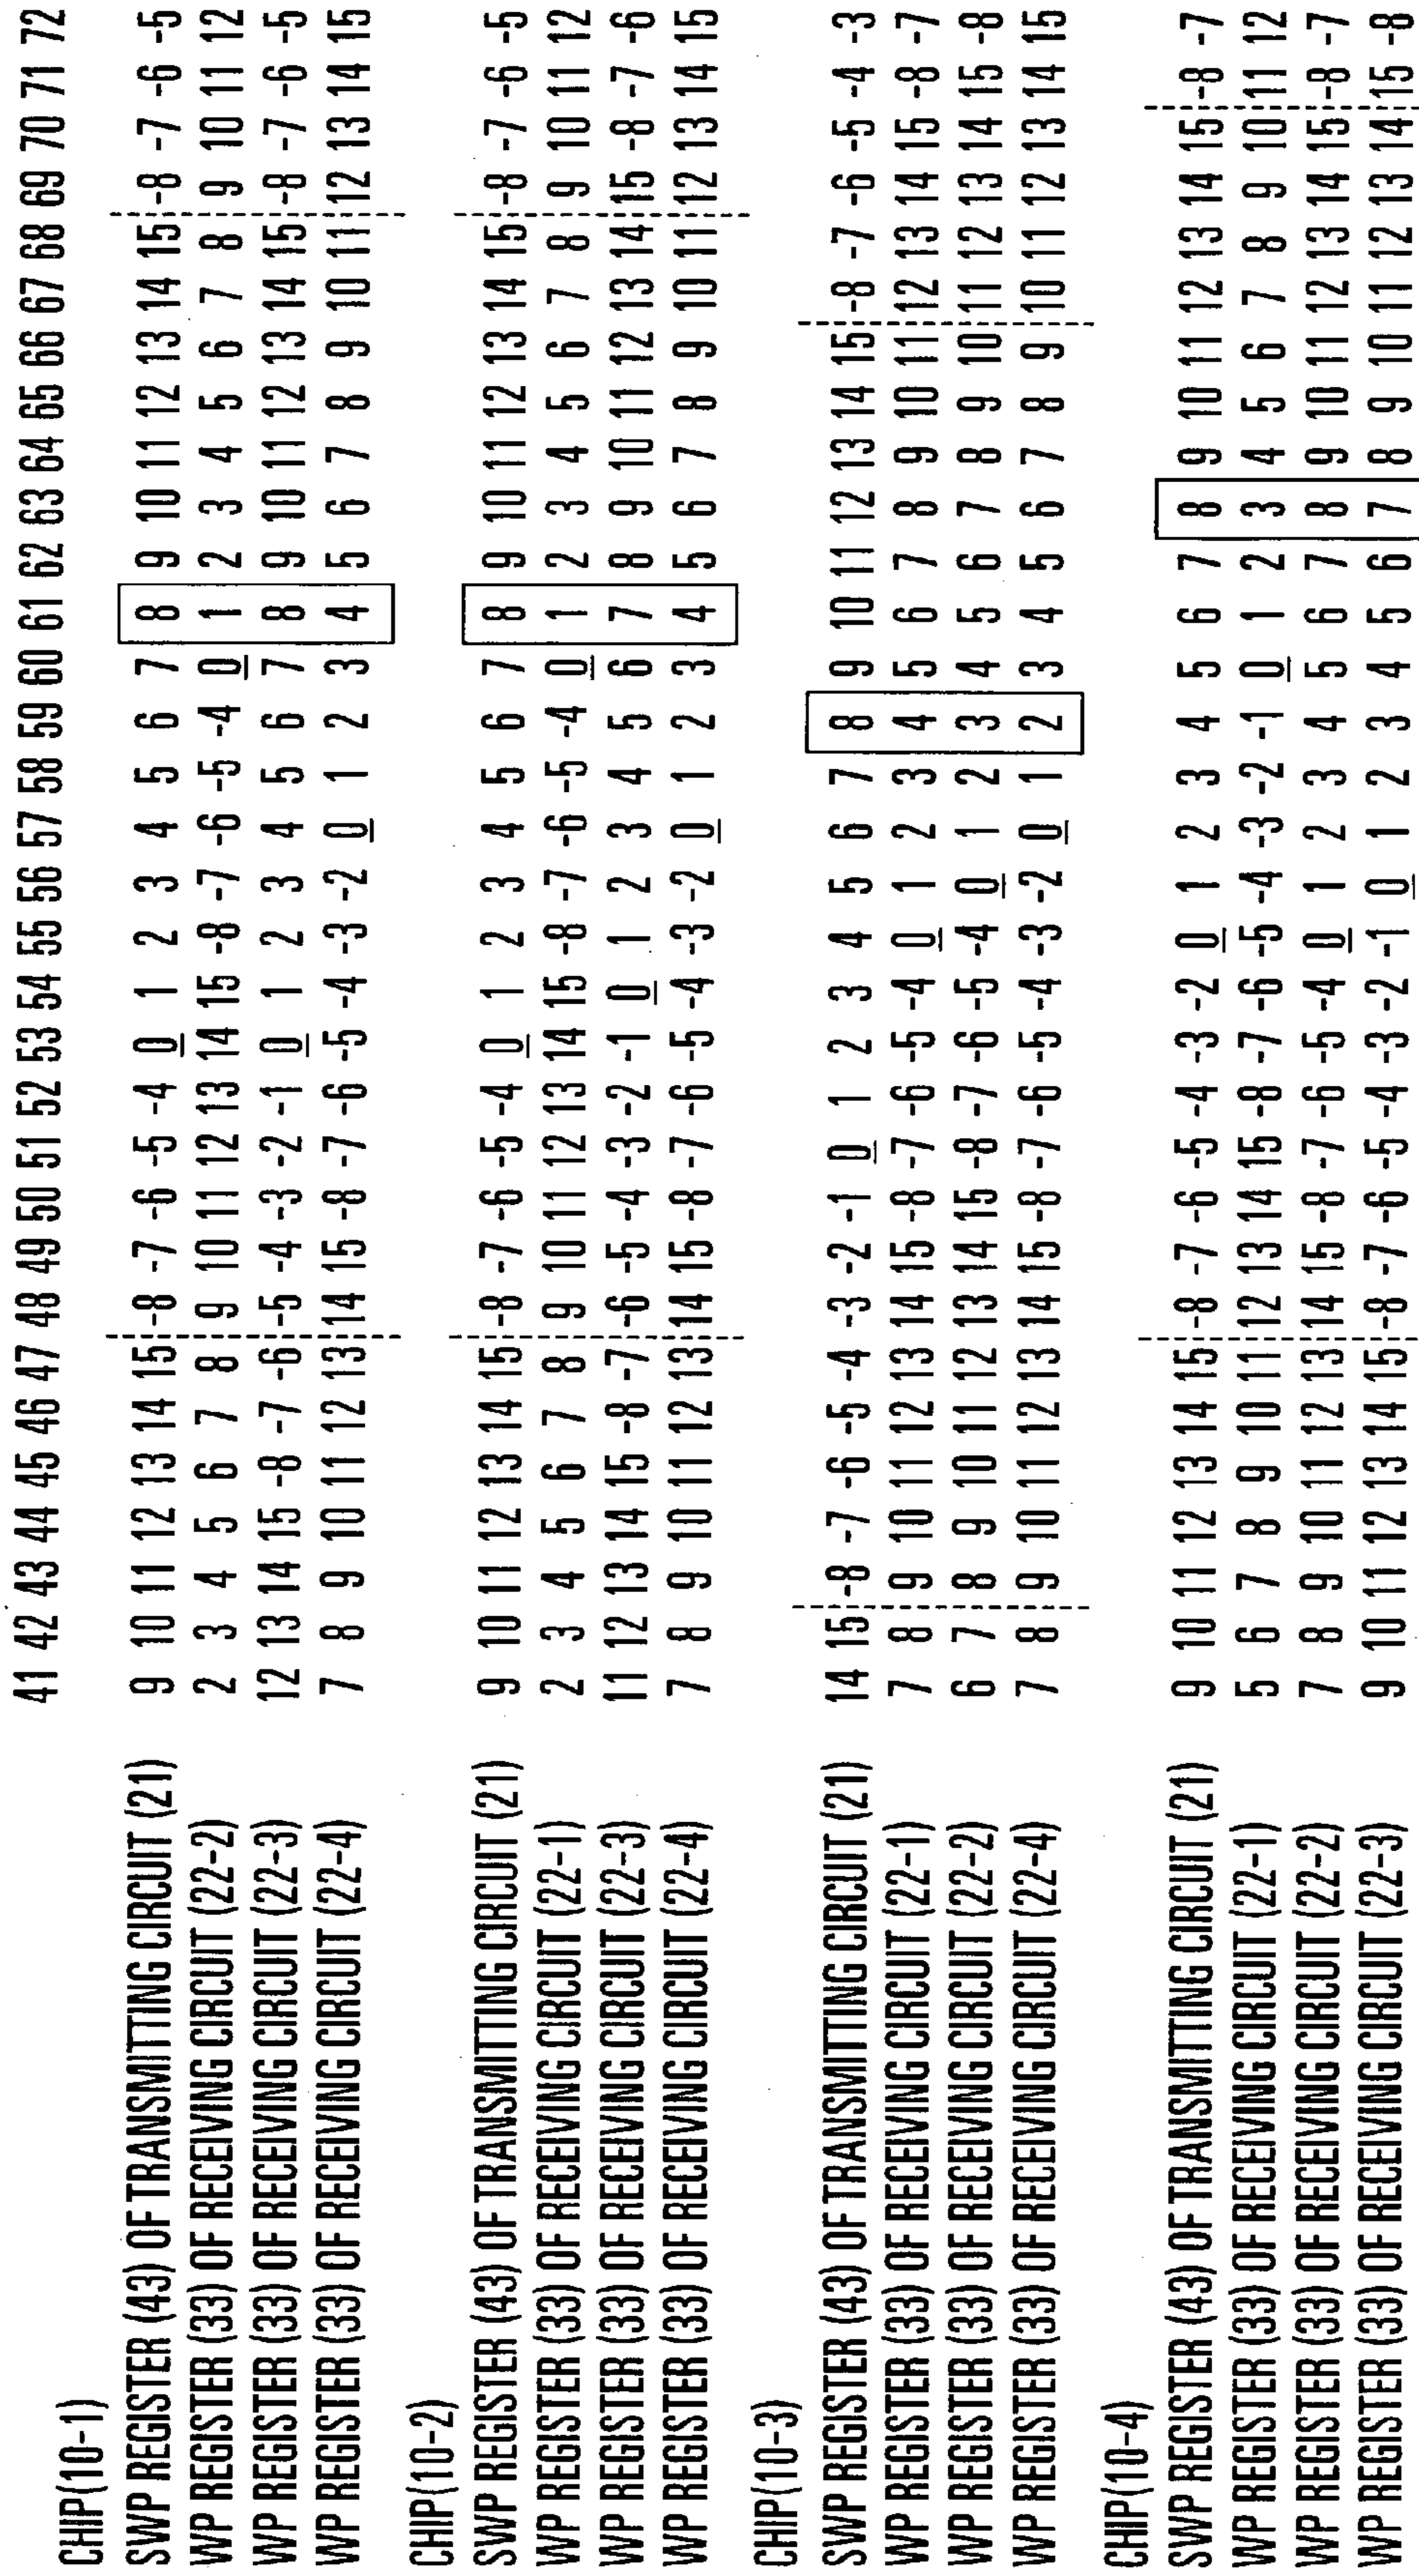 41 42 43 44 45 46 47 48 49 50 51 52 53 54 55 56 57 58 59 60 61 62 63 64 65 66 67 68 69 70 71 72
CHIP(10-1)
SWP REGISTER (43) OF TRANSMITTING CIRCUIT (21) 9 10 11 12 13 14 15 -8 -7 -6 -5 -4 0 1 2 3 4 5 6 7 8 9 10 11 12 13 14 15 -8 -7 -6 -5
WP REGISTER (33) OF RECEIVING CIRCUIT (22-2) 2 3 4 5 6 7 8 9 10 11 12 13 14 15 -8 -7 -6 -5 -4 0 1 2 3 4 5 6 7 8 9 10 11 12
WP REGISTER (33) OF RECEIVING CIRCUIT (22-3) 12 13 14 15 -8 -7 -6 -5 -4 -3 -2 -1 0 1 2 3 4 5 6 7 8 9 10 11 12 13 14 15 -8 -7 -6 -5
WP REGISTER (33) OF RECEIVING CIRCUIT (22-4) 7 8 9 10 11 12 13 14 15 -8 -7 -6 -5 -4 -3 -2 0 1 2 3 4 5 6 7 8 9 10 11 12 13 14 15
CHIP(10-2)
SWP REGISTER (43) OF TRANSMITTING CIRCUIT (21) 9 10 11 12 13 14 15 -8 -7 -6 -5 -4 0 1 2 3 4 5 6 7 8 9 10 11 12 13 14 15 -8 -7 -6 -5
WP REGISTER (33) OF RECEIVING CIRCUIT (22-1) 2 3 4 5 6 7 8 9 10 11 12 13 14 15 -8 -7 -6 -5 -4 0 1 2 3 4 5 6 7 8 9 10 11 12
WP REGISTER (33) OF RECEIVING CIRCUIT (22-3) 11 12 13 14 15 -8 -7 -6 -5 -4 -3 -2 -1 0 1 2 3 4 5 6 7 8 9 10 11 12 13 14 15 -8 -7 -6
WP REGISTER (33) OF RECEIVING CIRCUIT (22-4) 7 8 9 10 11 12 13 14 15 -8 -7 -6 -5 -4 -3 -2 0 1 2 3 4 5 6 7 8 9 10 11 12 13 14 15
CHIP(10-3)
SWP REGISTER (43) OF TRANSMITTING CIRCUIT (21) 14 15 -8 -7 -6 -5 -4 -3 -2 -1 0 1 2 3 4 5 6 7 8 9 10 11 12 13 14 15 -8 -7 -6 -5 -4 -3
WP REGISTER (33) OF RECEIVING CIRCUIT (22-1) 7 8 9 10 11 12 13 14 15 -8 -7 -6 -5 -4 0 1 2 3 4 5 6 7 8 9 10 11 12 13 14 15 -8 -7
WP REGISTER (33) OF RECEIVING CIRCUIT (22-2) 6 7 8 9 10 11 12 13 14 15 -8 -7 -6 -5 -4 0 1 2 3 4 5 6 7 8 9 10 11 12 13 14 15 -8
WP REGISTER (33) OF RECEIVING CIRCUIT (22-4) 7 8 9 10 11 12 13 14 15 -8 -7 -6 -5 -4 -3 -2 0 1 2 3 4 5 6 7 8 9 10 11 12 13 14 15
CHIP(10-4)
SWP REGISTER (43) OF TRANSMITTING CIRCUIT (21) 9 10 11 12 13 14 15 -8 -7 -6 -5 -4 -3 -2 0 1 2 3 4 5 6 7 8 9 10 11 12 13 14 15 -8 -7
WP REGISTER (33) OF RECEIVING CIRCUIT (22-1) 5 6 7 8 9 10 11 12 13 14 15 -8 -7 -6 -5 -4 -3 -2 -1 0 1 2 3 4 5 6 7 8 9 10 11 12
WP REGISTER (33) OF RECEIVING CIRCUIT (22-2) 7 8 9 10 11 12 13 14 15 -8 -7 -6 -5 -4 0 1 2 3 4 5 6 7 8 9 10 11 12 13 14 15 -8 -7
WP REGISTER (33) OF RECEIVING CIRCUIT (22-3) 9 10 11 12 13 14 15 -8 -7 -6 -5 -4 -3 -2 -1 0 1 2 3 4 5 6 7 8 9 10 11 12 13 14 15 -8